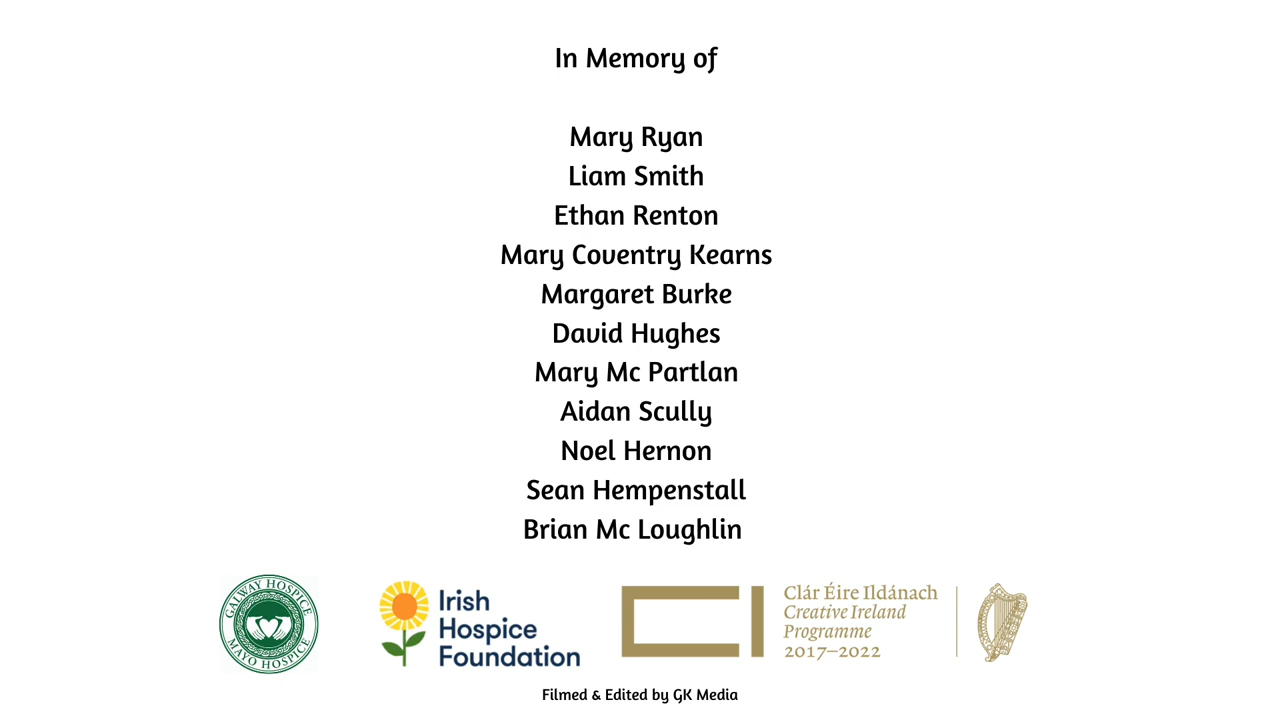 In Memory of
Mary Ryan
Liam Smith
Ethan Renton
Mary Coventry Kearns
Margaret Burke
David Hughes
Mary Mc Partlan
Aidan Scully
Noel Hernon
Sean Hempenstall
Brian Mc Loughlin
GALWAY HOSPICE
MAYO HOSPICE
Irish
Hospice
Foundation
CI
Clár Éire Ildánach
Creative Ireland
Programme
2017–2022
Filmed & Edited by GK Media